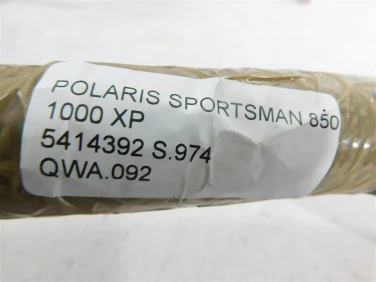 POLARIS SPORTSMAN 850
1000 XP
5414392 S.974
QWA.092